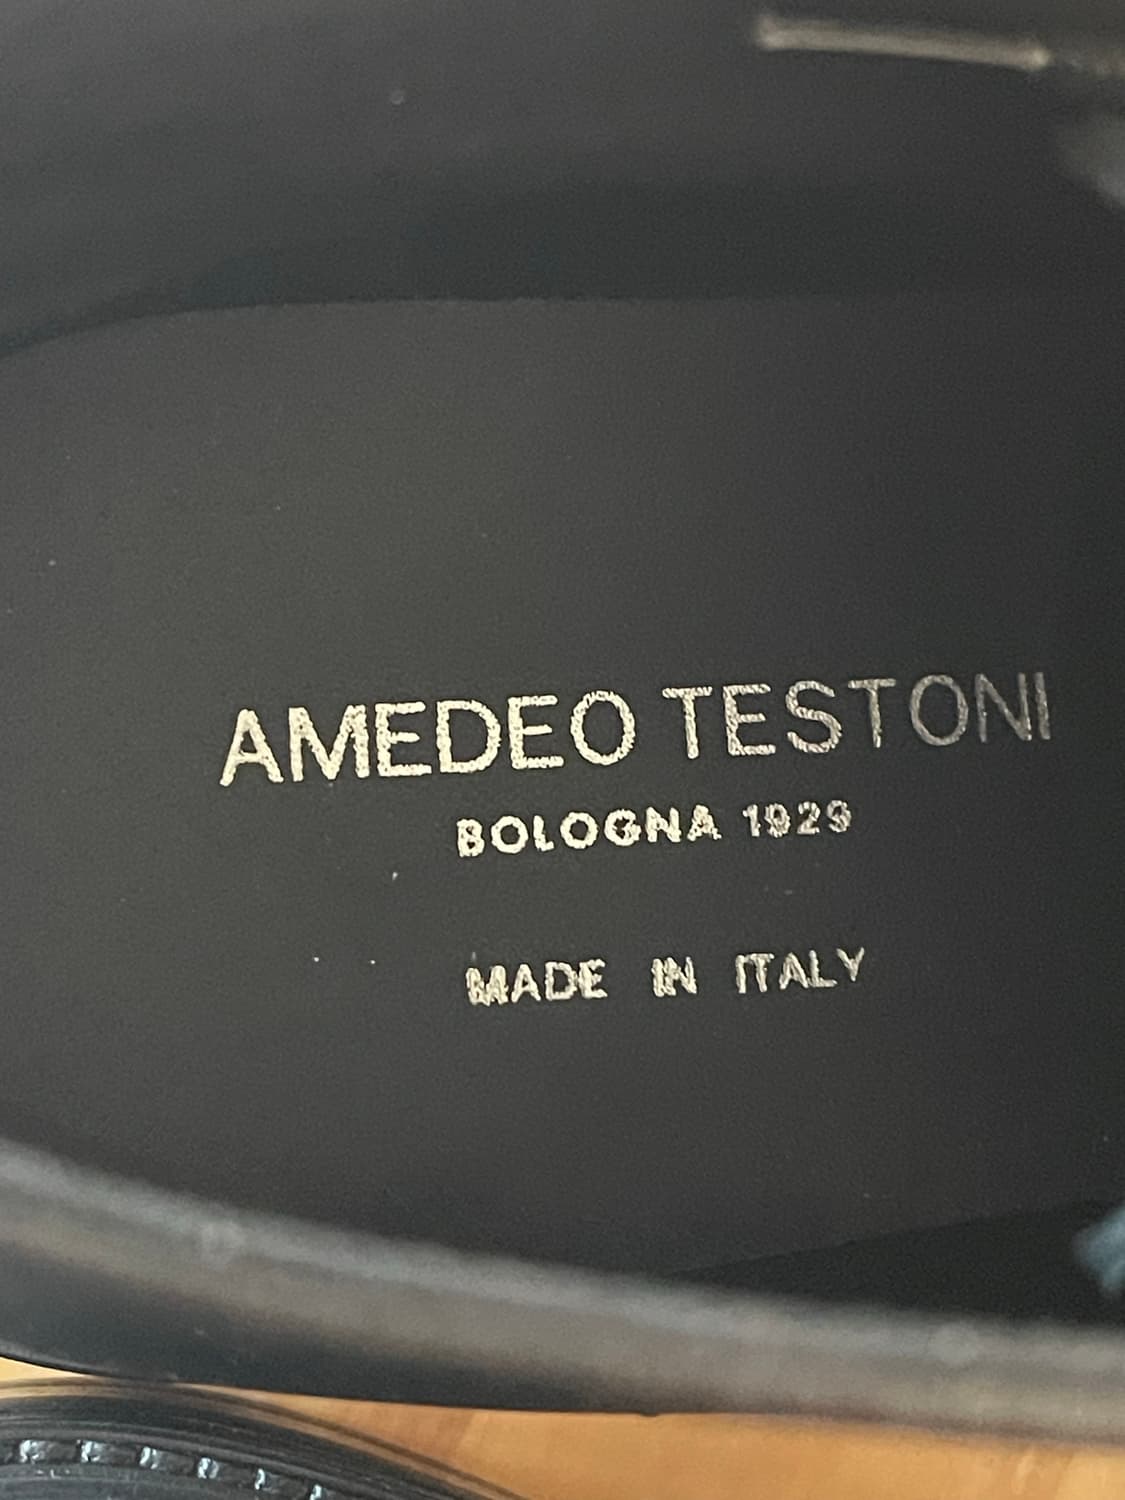 AMEDEO TESTONI
BOLOGNA 1929
MADE IN ITALY